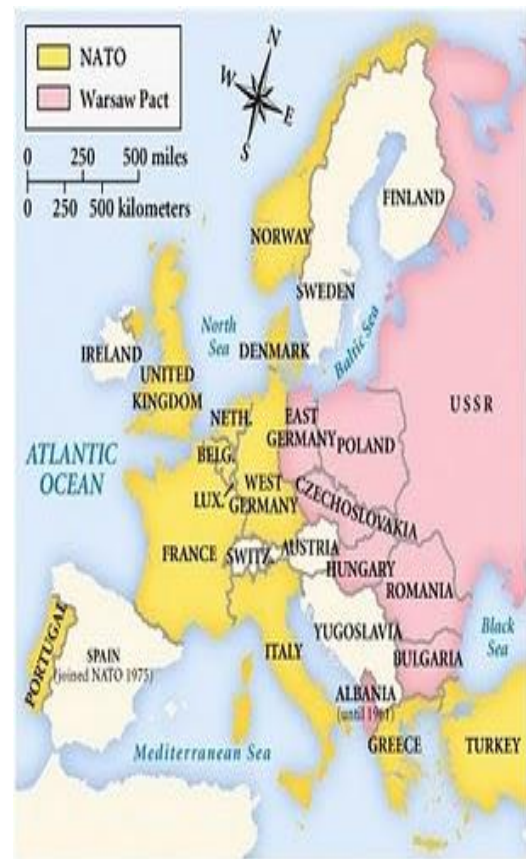 NATO
Warsaw Pact
N
W
E
S
0 250 500 miles
0 250 500 kilometers
FINLAND
NORWAY
SWEDEN
North
Sea
Baltic Sea
DENMARK
IRELAND
UNITED
KINGDOM
USSR
NETH.
EAST
GERMANY
POLAND
BELG.
ATLANTIC
OCEAN
LUX.
WEST
GERMANY
CZECHOSLOVAKIA
FRANCE
SWITZ.
AUSTRIA
HUNGARY
ROMANIA
YUGOSLAVIA
Black
Sea
PORTUGAL
SPAIN
(joined NATO 1975)
ITALY
BULGARIA
ALBANIA
(until 1961)
Mediterranean Sea
GREECE
TURKEY